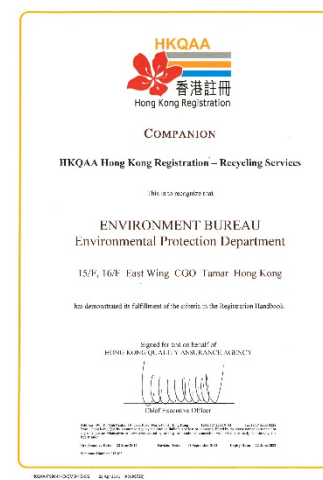 HKQAA
香港註冊
Hong Kong Registration
COMPANION
HKQAA Hong Kong Registration – Recycling Services
This is to recognize that
ENVIRONMENT BUREAU
Environmental Protection Department
15/F, 16/F East Wing CGO Tamar Hong Kong
has demonstrated its fulfillment of the criteria in the Registration Handbook.
Signed for and on behalf of
HONG KONG QUALITY ASSURANCE AGENCY
Chief Executive Officer